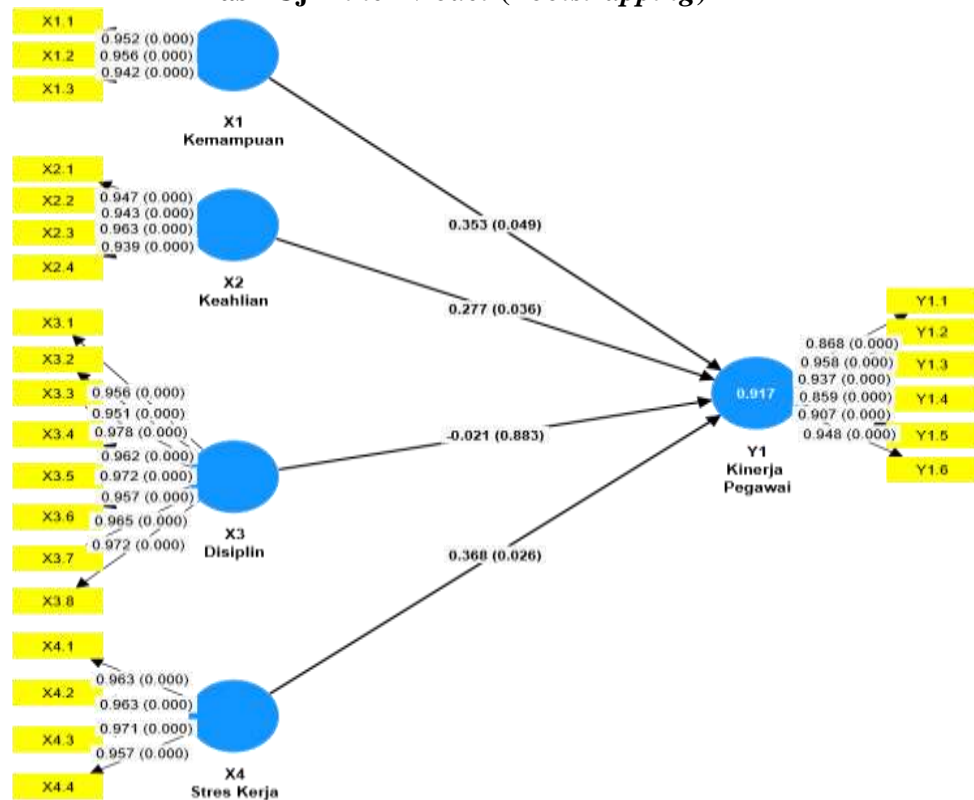 (Bootstrapping)
X1.1
X1.2
X1.3
0.952 (0.000)
0.956 (0.000)
0.942 (0.000)
X1
Kemampuan
X2.1
X2.2
X2.3
X2.4
0.947 (0.000)
0.943 (0.000)
0.963 (0.000)
0.939 (0.000)
X2
Keahlian
X3.1
X3.2
X3.3
X3.4
X3.5
X3.6
X3.7
X3.8
0.956 (0.000)
0.951 (0.000)
0.978 (0.000)
0.962 (0.000)
0.972 (0.000)
0.957 (0.000)
0.965 (0.000)
0.972 (0.000)
X3
Disiplin
X4.1
X4.2
X4.3
X4.4
0.963 (0.000)
0.963 (0.000)
0.971 (0.000)
0.957 (0.000)
X4
Stres Kerja
0.353 (0.049)
0.277 (0.036)
-0.021 (0.883)
0.368 (0.026)
0.917
Y1
Kinerja
Pegawai
0.868 (0.000)
0.958 (0.000)
0.937 (0.000)
0.859 (0.000)
0.907 (0.000)
0.948 (0.000)
Y1.1
Y1.2
Y1.3
Y1.4
Y1.5
Y1.6